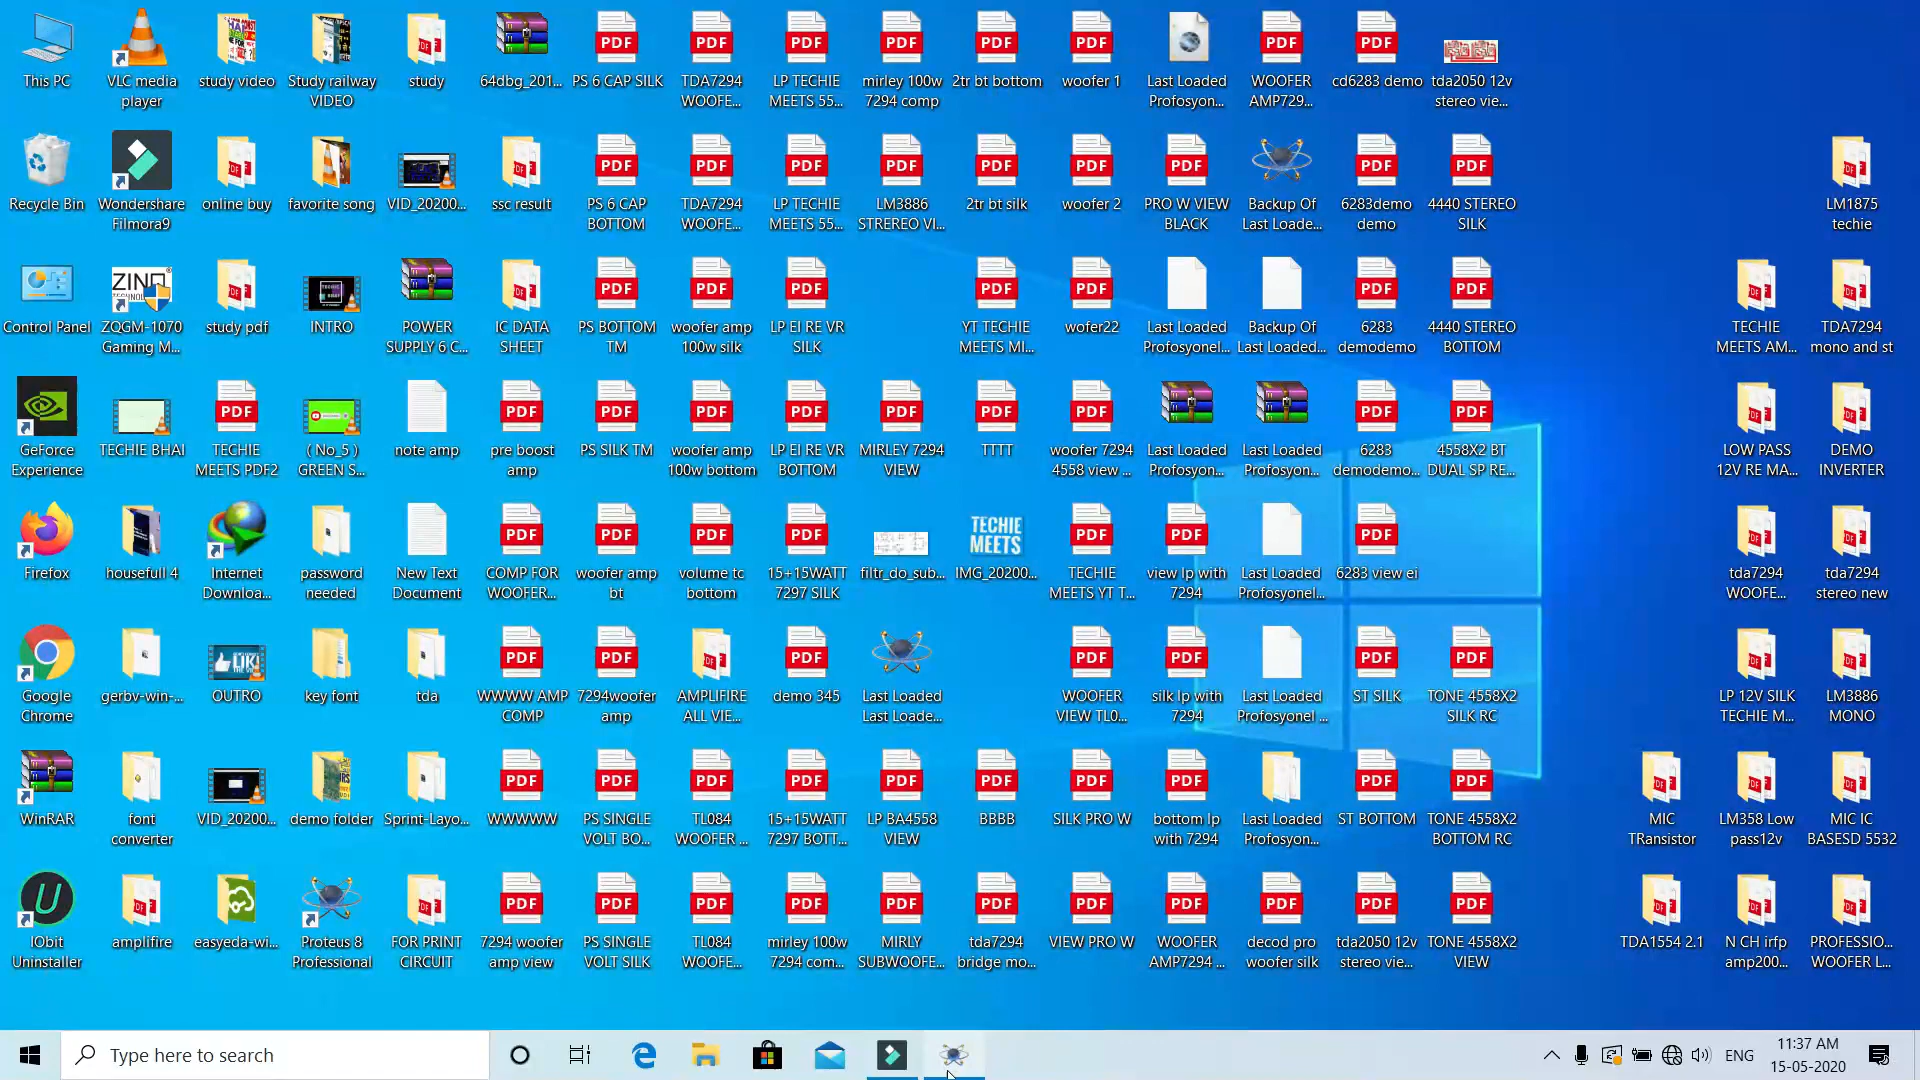 This PC
VLC media
player
study video
Study railway
VIDEO
study
64dbg_201...
PS 6 CAP SILK
TDA7294
WOOFE...
LP TECHIE
MEETS 55...
mirley 100w
7294 comp
2tr bt bottom
woofer 1
Last Loaded
Profosyon...
WOOFER
AMP729...
cd6283 demo
tda2050 12v
stereo vie...
Recycle Bin
Wondershare
Filmora9
online buy
favorite song
VID_20200...
ssc result
PS 6 CAP
BOTTOM
TDA7294
WOOFE...
LP TECHIE
MEETS 55...
LM3886
STREREO VI...
2tr bt silk
woofer 2
PRO W VIEW
BLACK
Backup Of
Last Loade...
6283demo
demo
4440 STEREO
SILK
LM1875
techie
Control Panel
ZQGM-1070
Gaming M...
study pdf
INTRO
POWER
SUPPLY 6 C...
IC DATA
SHEET
PS BOTTOM
TM
woofer amp
100w silk
LP EI RE VR
SILK
YT TECHIE
MEETS MI...
wofer22
Last Loaded
Profosyonel...
Backup Of
Last Loaded...
6283
demodemo
4440 STEREO
BOTTOM
TECHIE
MEETS AM...
TDA7294
mono and st
GeForce
Experience
TECHIE BHAI
TECHIE
MEETS PDF2
( No_5 )
GREEN S...
note amp
pre boost
amp
PS SILK TM
woofer amp
100w bottom
LP EI RE VR
BOTTOM
MIRLEY 7294
VIEW
TTTT
woofer 7294
4558 view ...
Last Loaded
Profosyon...
Last Loaded
Profosyon...
6283
demodemo...
4558X2 BT
DUAL SP RE...
LOW PASS
12V RE MA...
DEMO
INVERTER
Firefox
housefull 4
Internet
Downloa...
password
needed
New Text
Document
COMP FOR
WOOFER...
woofer amp
bt
volume tc
bottom
15+15WATT
7297 SILK
filtr_do_sub...
TECHIE
MEETS
IMG_20200...
TECHIE
MEETS YT T...
view lp with
7294
Last Loaded
Profosyonel...
6283 view ei
tda7294
WOOFE...
tda7294
stereo new
Google
Chrome
gerbv-win-...
OUTRO
key font
tda
WWWW AMP
COMP
7294woofer
amp
AMPLIFIRE
ALL VIE...
demo 345
Last Loaded
Last Loade...
WOOFER
VIEW TL0...
silk lp with
7294
Last Loaded
Profosyonel ...
ST SILK
TONE 4558X2
SILK RC
LP 12V SILK
TECHIE M...
LM3886
MONO
WinRAR
font
converter
VID_20200...
demo folder
Sprint-Layo...
WWWWW
PS SINGLE
VOLT BO...
TL084
WOOFER ...
15+15WATT
7297 BOTT...
LP BA4558
VIEW
BBBB
SILK PRO W
bottom lp
with 7294
Last Loaded
Profosyon...
ST BOTTOM
TONE 4558X2
BOTTOM RC
MIC
TRansistor
LM358 Low
pass12v
MIC IC
BASESD 5532
IObit
Uninstaller
amplifire
easyeda-wi...
Proteus 8
Professional
FOR PRINT
CIRCUIT
7294 woofer
amp view
PS SINGLE
VOLT SILK
TL084
WOOFE...
mirley 100w
7294 com...
MIRLY
SUBWOOFE...
tda7294
bridge mo...
VIEW PRO W
WOOFER
AMP7294 ...
decod pro
woofer silk
tda2050 12v
stereo vie...
TONE 4558X2
VIEW
TDA1554 2.1
N CH irfp
amp200...
PROFESSIO...
WOOFER L...
Type here to search
ENG
11:37 AM
15-05-2020